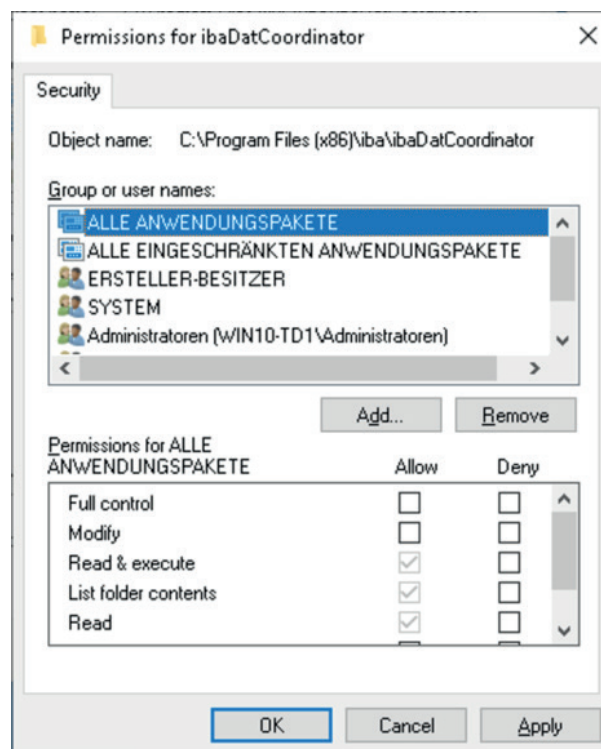 Permissions for ibaDatCoordinator
Security
Object name: C:\Program Files (x86)\iba\ibaDatCoordinator
Group or user names:
ALLE ANWENDUNGSPAKETE
ALLE EINGESCHRÄNKTEN ANWENDUNGSPAKETE
ERSTELLER-BESITZER
SYSTEM
Administratoren (WIN10-TD1\Administratoren)
Add... Remove
Permissions for ALLE
ANWENDUNGSPAKETE Allow Deny
Full control
Modify
Read & execute
List folder contents
Read
OK Cancel Apply